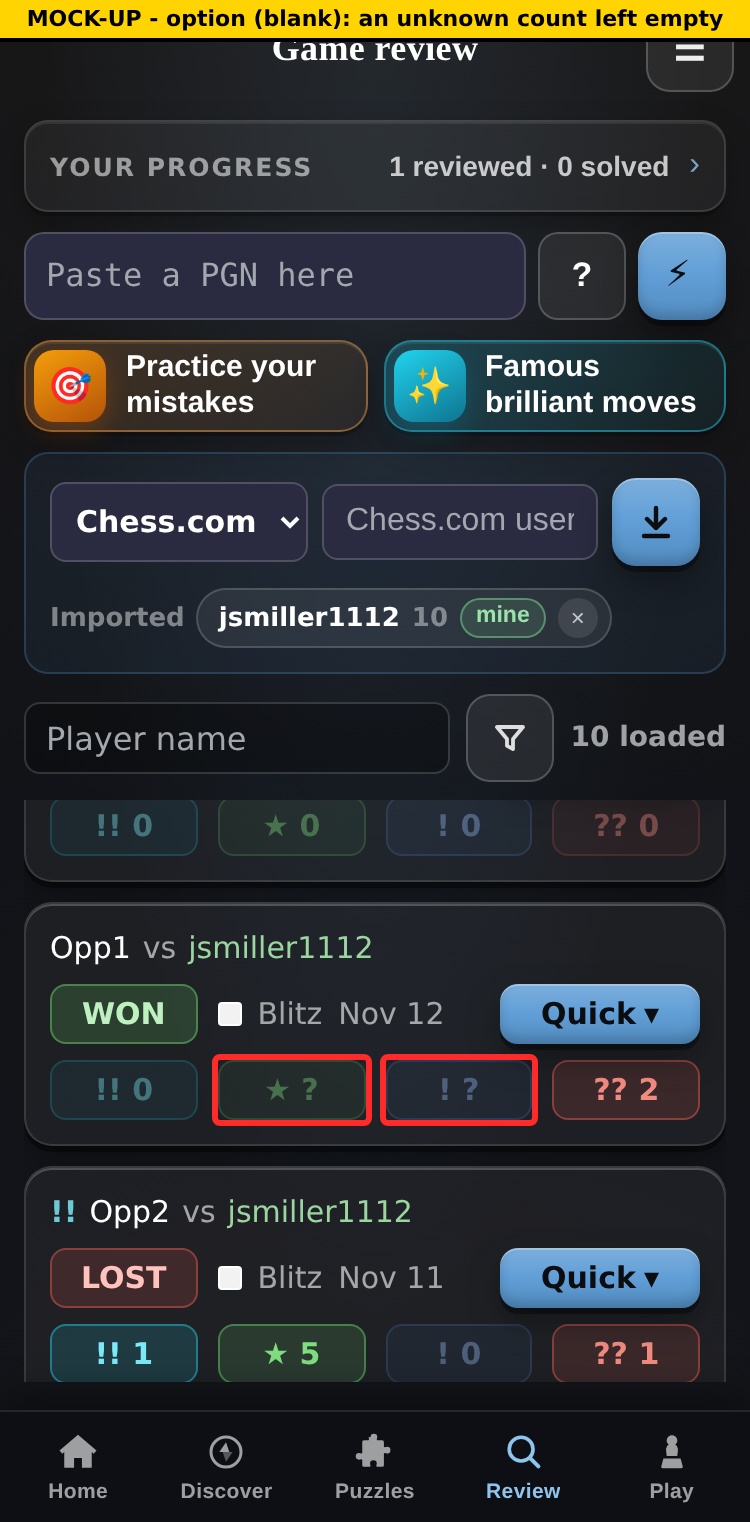 MOCK-UP - option (blank): an unknown count left empty
Game review
YOUR PROGRESS 1 reviewed · 0 solved ›
Paste a PGN here ? ⚡
🎯 Practice your mistakes
✨ Famous brilliant moves
Chess.com Chess.com user
Imported jsmiller1112 10 mine ×
Player name 10 loaded
!! 0 ★ 0 ! 0 ?? 0
Opp1 vs jsmiller1112
WON Blitz Nov 12 Quick ▾
!! 0 ★ ? ! ? ?? 2
!! Opp2 vs jsmiller1112
LOST Blitz Nov 11 Quick ▾
!! 1 ★ 5 ! 0 ?? 1
Home Discover Puzzles Review Play